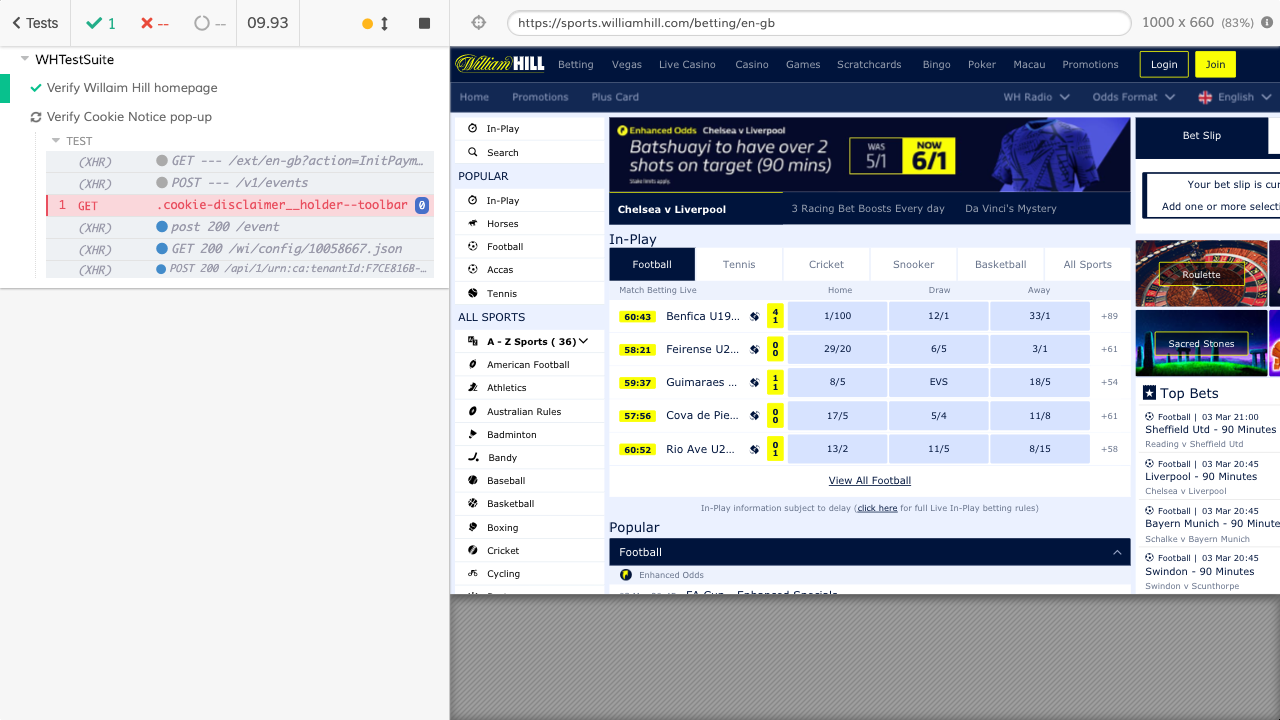 Tests
1
--
--
09.93
https://sports.williamhill.com/betting/en-gb
1000 x 660 (83%)
WHTestSuite
Verify Willaim Hill homepage
Verify Cookie Notice pop-up
TEST
(XHR) GET --- /ext/en-gb?action=InitPaym…
(XHR) POST --- /v1/events
1 GET .cookie-disclaimer__holder--toolbar 0
(XHR) post 200 /event
(XHR) GET 200 /wi/config/10058667.json
(XHR) POST 200 /api/1/urn:ca:tenantId:F7CE816B-…
William HILL
Betting Vegas Live Casino Casino Games Scratchcards Bingo Poker Macau Promotions Login Join
Home Promotions Plus Card WH Radio Odds Format English
In-Play
Search
POPULAR
In-Play
Horses
Football
Accas
Tennis
ALL SPORTS
A - Z Sports ( 36)
American Football
Athletics
Australian Rules
Badminton
Bandy
Baseball
Basketball
Boxing
Cricket
Cycling
Enhanced Odds Chelsea v Liverpool
Batshuayi to have over 2
shots on target (90 mins)
Stake limits apply.
WAS
5/1
NOW
6/1
Chelsea v Liverpool 3 Racing Bet Boosts Every day Da Vinci's Mystery
In-Play
Football Tennis Cricket Snooker Basketball All Sports
Match Betting Live Home Draw Away
60:43 Benfica U19... 4 1 1/100 12/1 33/1 +89
58:21 Feirense U2... 0 0 29/20 6/5 3/1 +61
59:37 Guimaraes ... 1 1 8/5 EVS 18/5 +54
57:56 Cova de Pie... 0 0 17/5 5/4 11/8 +61
60:52 Rio Ave U2... 0 1 13/2 11/5 8/15 +58
View All Football
In-Play information subject to delay (click here for full Live In-Play betting rules)
Popular
Football
Enhanced Odds
Bet Slip
Your bet slip is cur
Add one or more selecti
Roulette
Sacred Stones
Top Bets
Football | 03 Mar 21:00
Sheffield Utd - 90 Minutes
Reading v Sheffield Utd
Football | 03 Mar 20:45
Liverpool - 90 Minutes
Chelsea v Liverpool
Football | 03 Mar 20:45
Bayern Munich - 90 Minute
Schalke v Bayern Munich
Football | 03 Mar 20:45
Swindon - 90 Minutes
Swindon v Scunthorpe